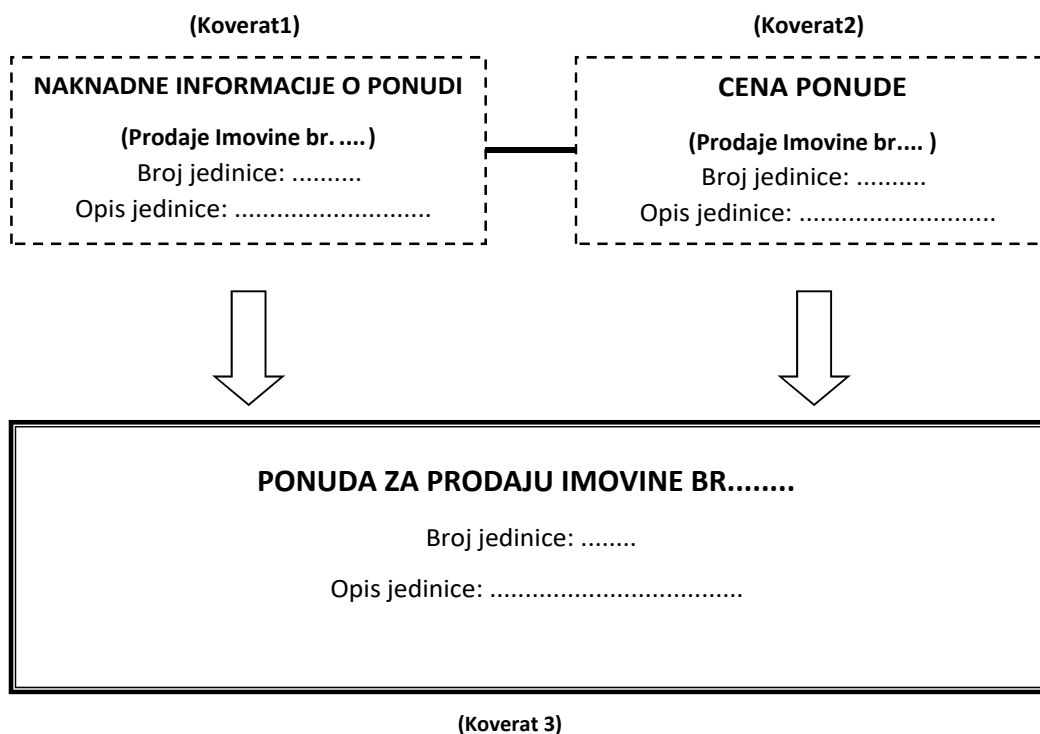 (Koverat1)
NAKNADNE INFORMACIJE O PONUDI
(Prodaje Imovine br. ....)
Broj jedinice: ..........
Opis jedinice: ............................
(Koverat2)
CENA PONUDE
(Prodaje Imovine br.... )
Broj jedinice: ..........
Opis jedinice: ............................
PONUDA ZA PRODAJU IMOVINE BR........
Broj jedinice: ........
Opis jedinice: ....................................
(Koverat 3)